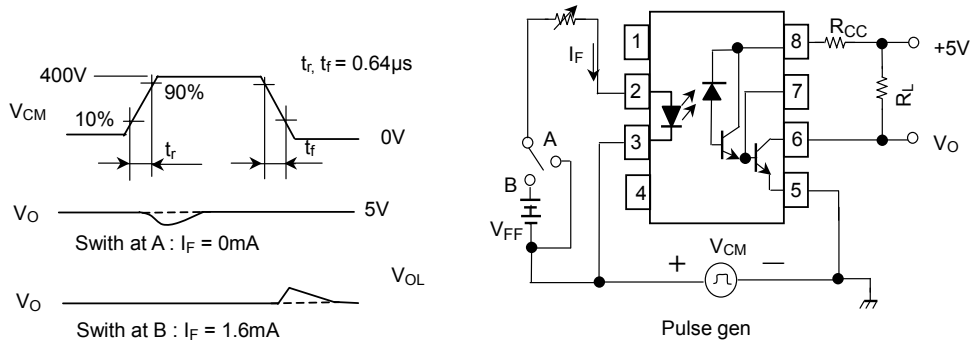 400V
t_r, t_f = 0.64μs
90%
V_CM
10%
0V
t_r
t_f
V_O
5V
Swith at A : I_F = 0mA
V_OL
V_O
Swith at B : I_F = 1.6mA
I_F
1
2
3
4
8
7
6
5
R_CC
+5V
R_L
V_O
A
B
V_FF
V_CM
+
−
Pulse gen